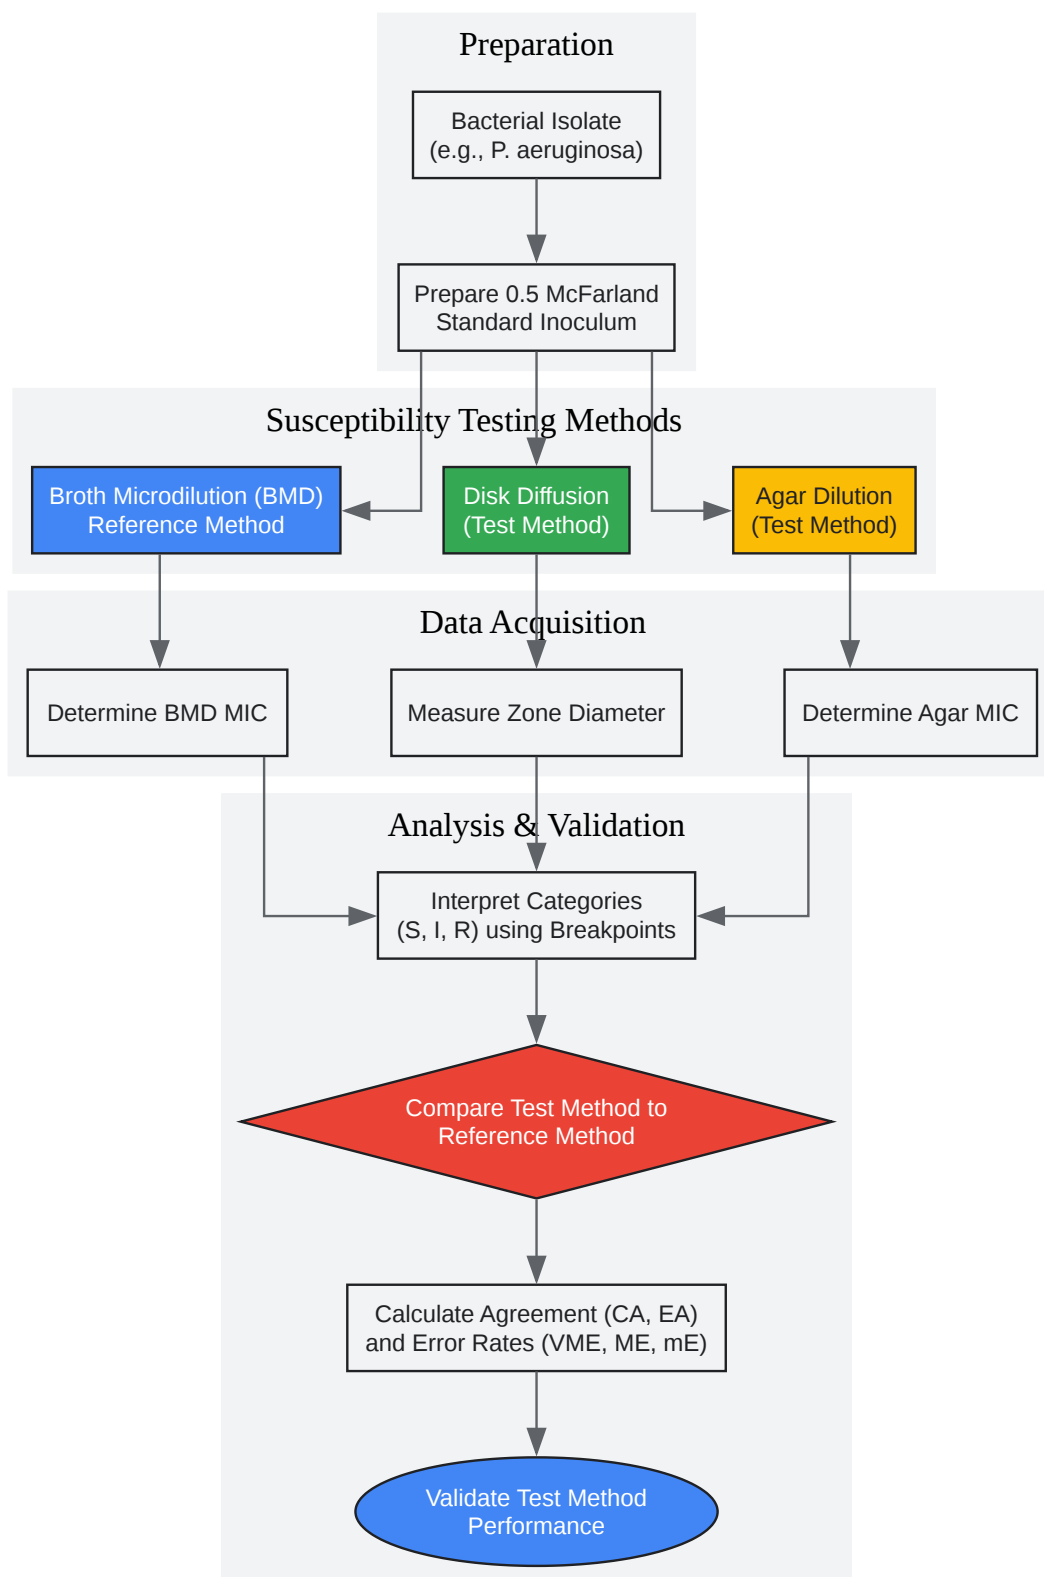 Preparation
Bacterial Isolate
(e.g., P. aeruginosa)
Prepare 0.5 McFarland
Standard Inoculum
Susceptibility Testing Methods
Broth Microdilution (BMD)
Reference Method
Disk Diffusion
(Test Method)
Agar Dilution
(Test Method)
Data Acquisition
Determine BMD MIC
Measure Zone Diameter
Determine Agar MIC
Analysis & Validation
Interpret Categories
(S, I, R) using Breakpoints
Compare Test Method to
Reference Method
Calculate Agreement (CA, EA)
and Error Rates (VME, ME, mE)
Validate Test Method
Performance